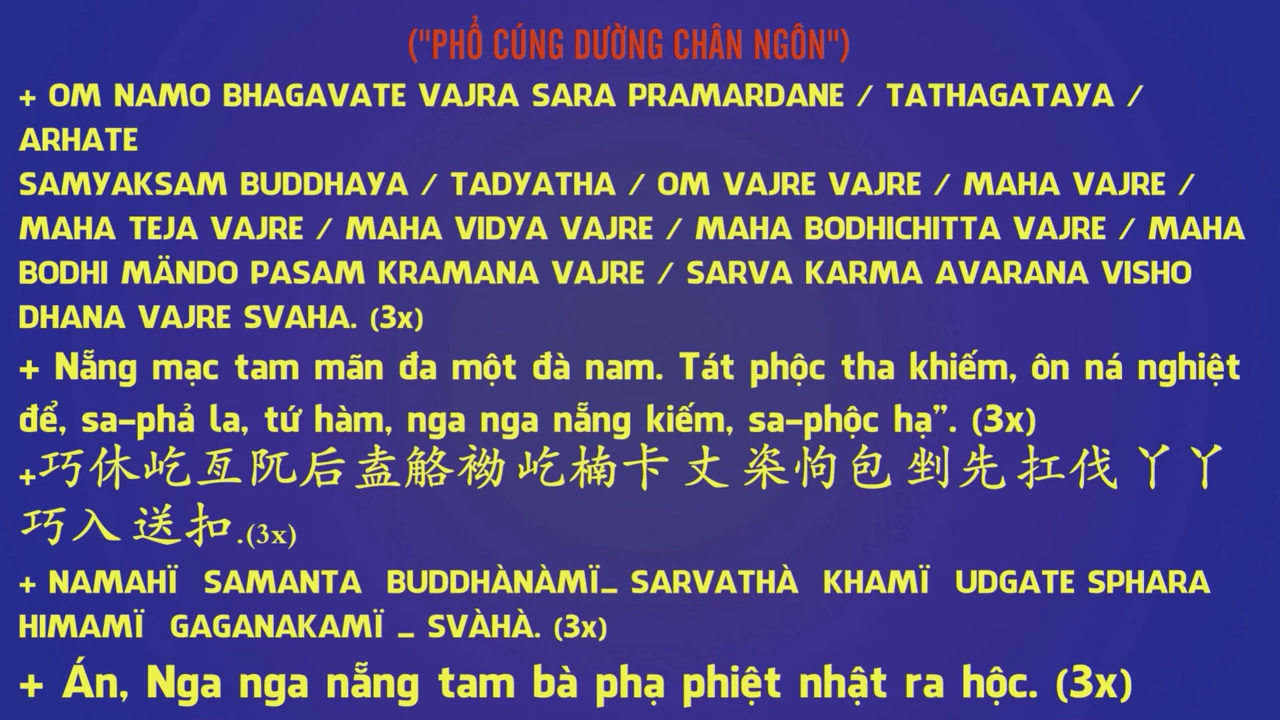 ("PHỔ CÚNG DƯỜNG CHÂN NGÔN")
+ OM NAMO BHAGAVATE VAJRA SARA PRAMARDANE / TATHAGATAYA /
ARHATE
SAMYAKSAM BUDDHAYA / TADYATHA / OM VAJRE VAJRE / MAHA VAJRE /
MAHA TEJA VAJRE / MAHA VIDYA VAJRE / MAHA BODHICHITTA VAJRE / MAHA
BODHI MÄNDO PASAM KRAMANA VAJRE / SARVA KARMA AVARANA VISHO
DHANA VAJRE SVAHA. (3x)
+ Nẵng mạc tam mãn đa một đà nam. Tát phộc tha khiếm, ôn ná nghiệt
để, sa-phả la, tứ hàm, nga nga nẵng kiếm, sa-phộc hạ”. (3x)
+巧休屹亙阢后盍觡袎屹楠卡丈楶怐包剉先扛伐丫丫
巧入送扣.(3x)
+ NAMAHÏ SAMANTA BUDDHÀNÀMÏ_ SARVATHÀ KHAMÏ UDGATE SPHARA
HIMAMÏ GAGANAKAMÏ _ SVÀHÀ. (3x)
+ Án, Nga nga nẵng tam bà phạ phiệt nhật ra hộc. (3x)